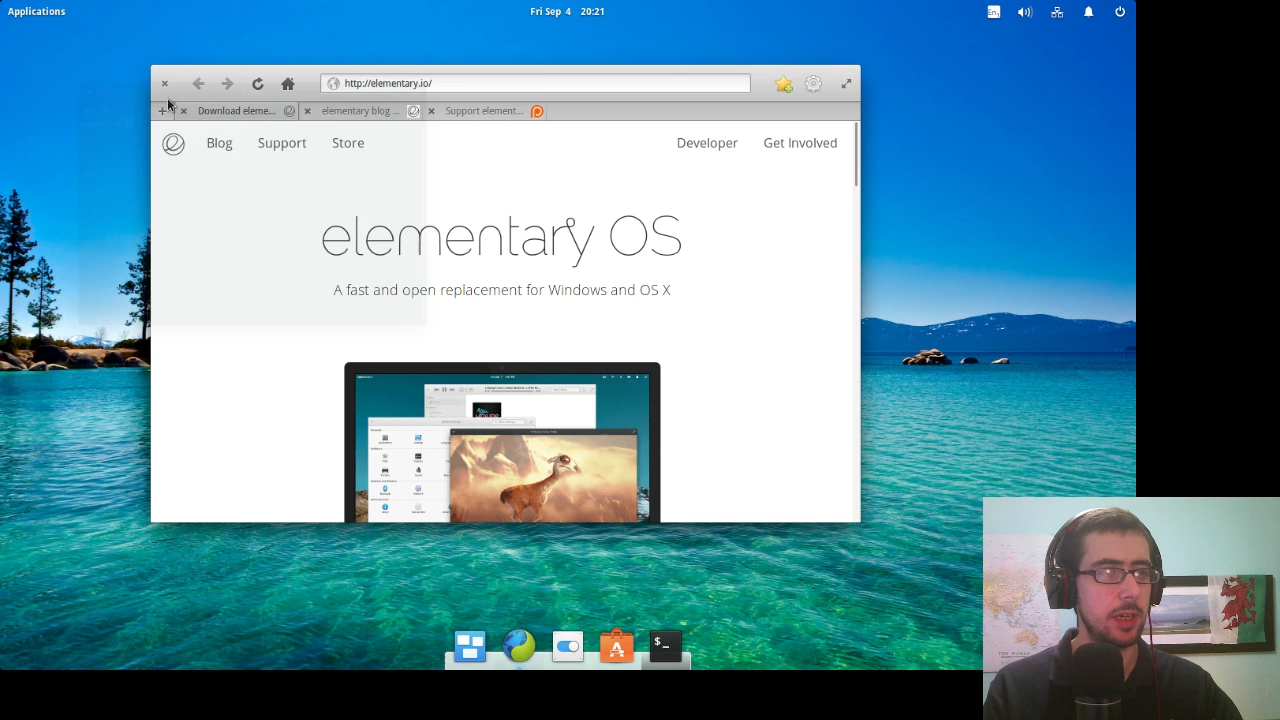 Applications
Fri Sep 4 20:21
En1
http://elementary.io/
Download eleme...
elementary blog ...
Support element...
Blog
Support
Store
Developer
Get Involved
elementary OS
A fast and open replacement for Windows and OS X
$_